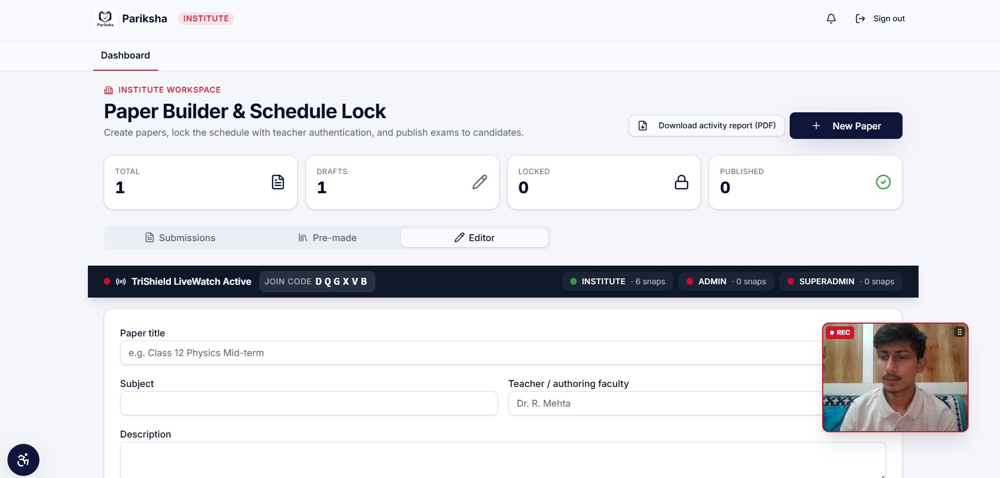 Pariksha
Pariksha INSTITUTE
Sign out
Dashboard
INSTITUTE WORKSPACE
Paper Builder & Schedule Lock
Create papers, lock the schedule with teacher authentication, and publish exams to candidates.
Download activity report (PDF)
+ New Paper
TOTAL
1
DRAFTS
1
LOCKED
0
PUBLISHED
0
Submissions
Pre-made
Editor
TriShield LiveWatch Active
JOIN CODE DQGXVB
INSTITUTE · 6 snaps
ADMIN · 0 snaps
SUPERADMIN · 0 snaps
Paper title
e.g. Class 12 Physics Mid-term
REC
Subject
Teacher / authoring faculty
Dr. R. Mehta
Description